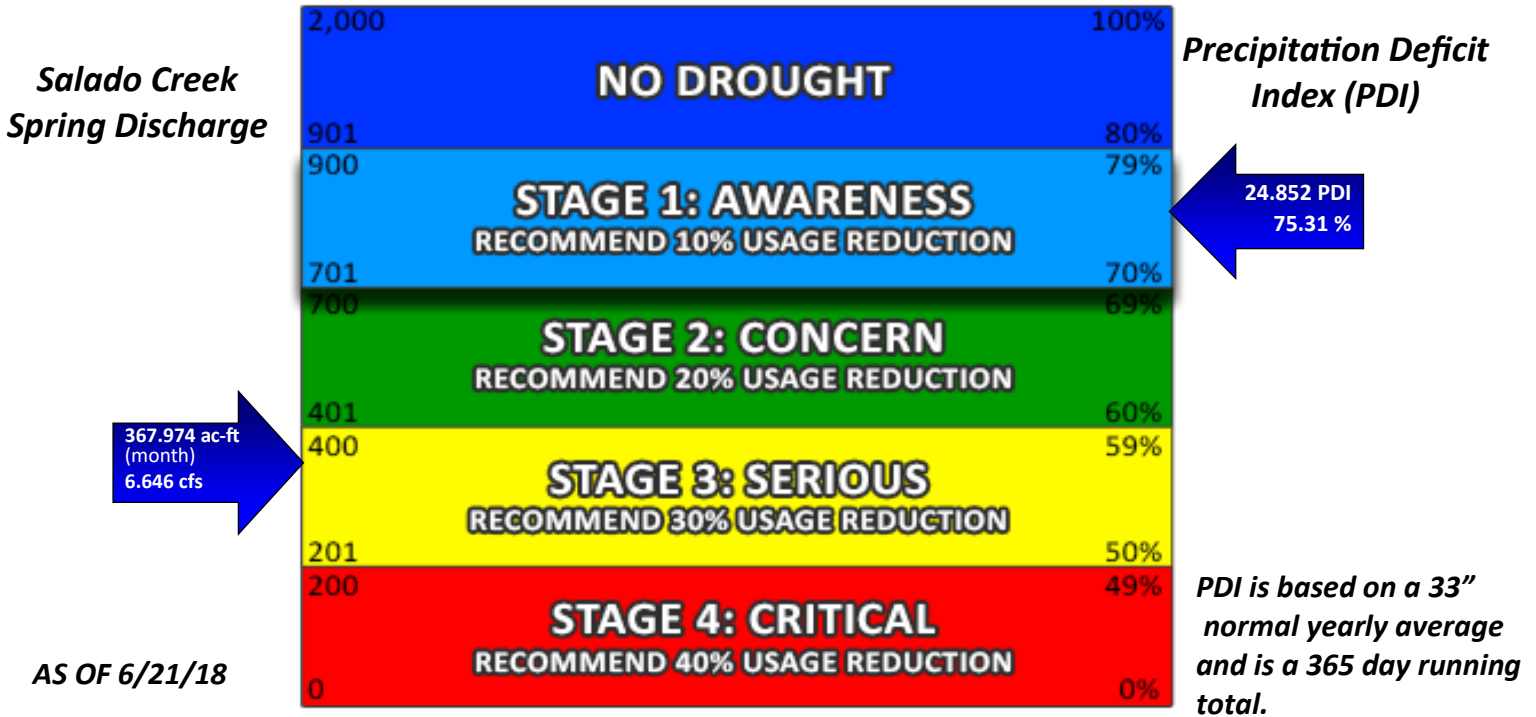 Salado Creek
Spring Discharge
2,000 100%
NO DROUGHT
901 80%
Precipitation Deficit
Index (PDI)
900 79%
STAGE 1: AWARENESS
RECOMMEND 10% USAGE REDUCTION
701 70%
24.852 PDI
75.31 %
700 69%
STAGE 2: CONCERN
RECOMMEND 20% USAGE REDUCTION
401 60%
367.974 ac-ft
(month)
6.646 cfs
400 59%
STAGE 3: SERIOUS
RECOMMEND 30% USAGE REDUCTION
201 50%
200 49%
STAGE 4: CRITICAL
RECOMMEND 40% USAGE REDUCTION
0 0%
AS OF 6/21/18
PDI is based on a 33”
normal yearly average
and is a 365 day running
total.